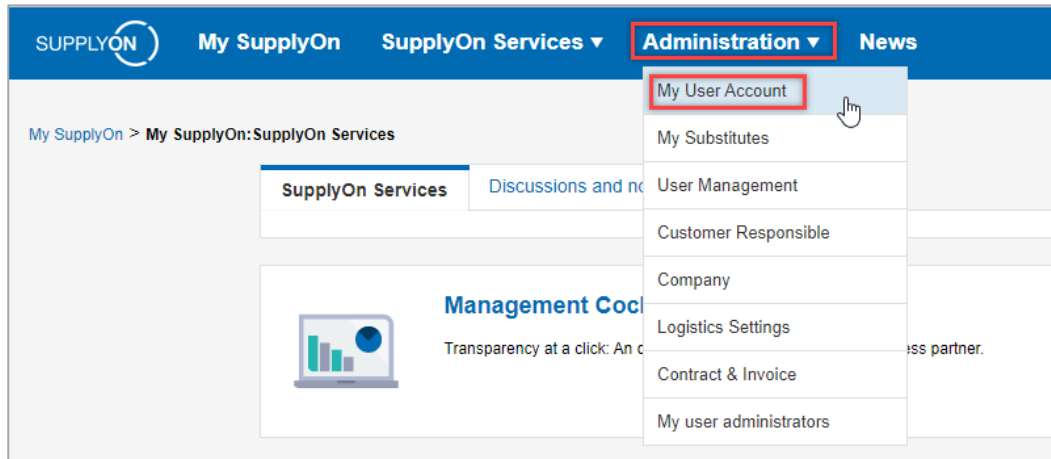 SUPPLYON My SupplyOn SupplyOn Services ▾ Administration ▾ News
My User Account
My SupplyOn > My SupplyOn:SupplyOn Services
My Substitutes
SupplyOn Services Discussions and no
User Management
Customer Responsible
Company
Management Coc
Logistics Settings
Transparency at a click: An ess partner.
Contract & Invoice
My user administrators